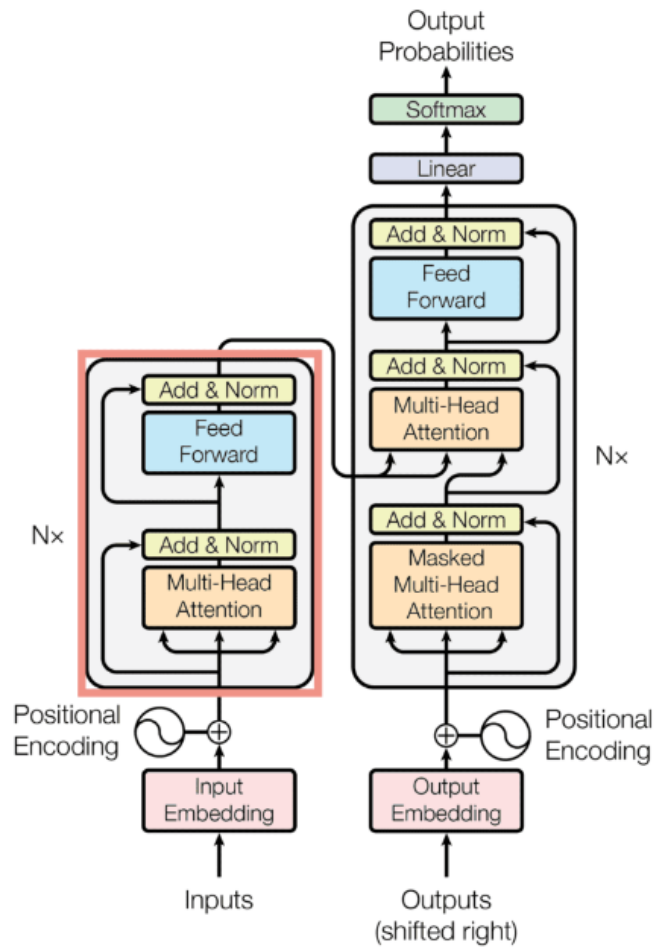 Output
Probabilities
Softmax
Linear
Add & Norm
Feed
Forward
Add & Norm
Multi-Head
Attention
Add & Norm
Masked
Multi-Head
Attention
Nx
Add & Norm
Feed
Forward
Add & Norm
Multi-Head
Attention
Nx
Positional
Encoding
Positional
Encoding
Input
Embedding
Output
Embedding
Inputs
Outputs
(shifted right)